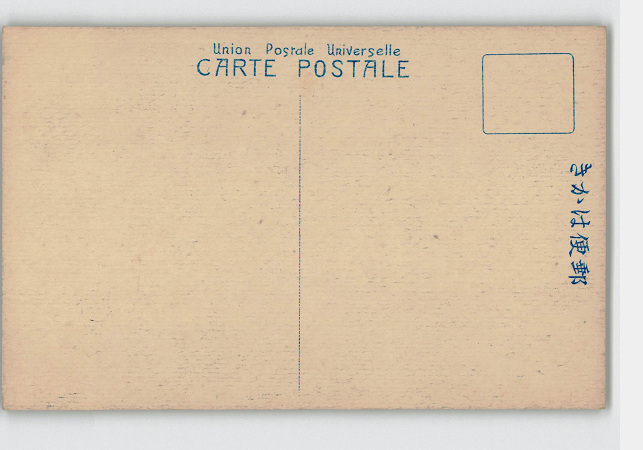 Union Postale Universelle
CARTE POSTALE
きがは便郵